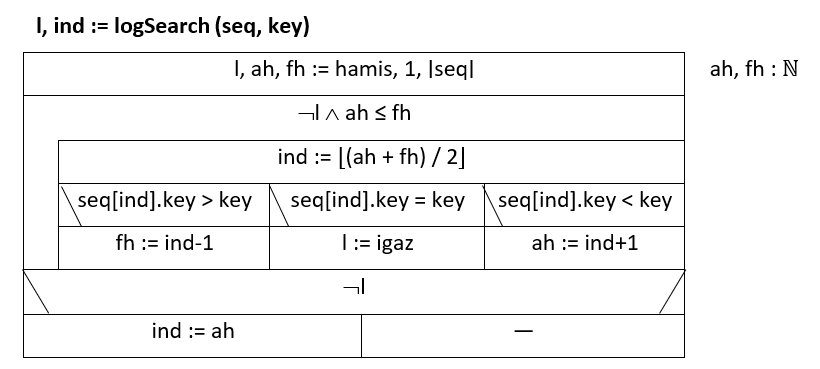 l, ind := logSearch (seq, key)
l, ah, fh := hamis, 1, |seq|
ah, fh : ℕ
¬l ∧ ah ≤ fh
ind := ⌊(ah + fh) / 2⌋
seq[ind].key > key
seq[ind].key = key
seq[ind].key < key
fh := ind-1
l := igaz
ah := ind+1
¬l
ind := ah
—